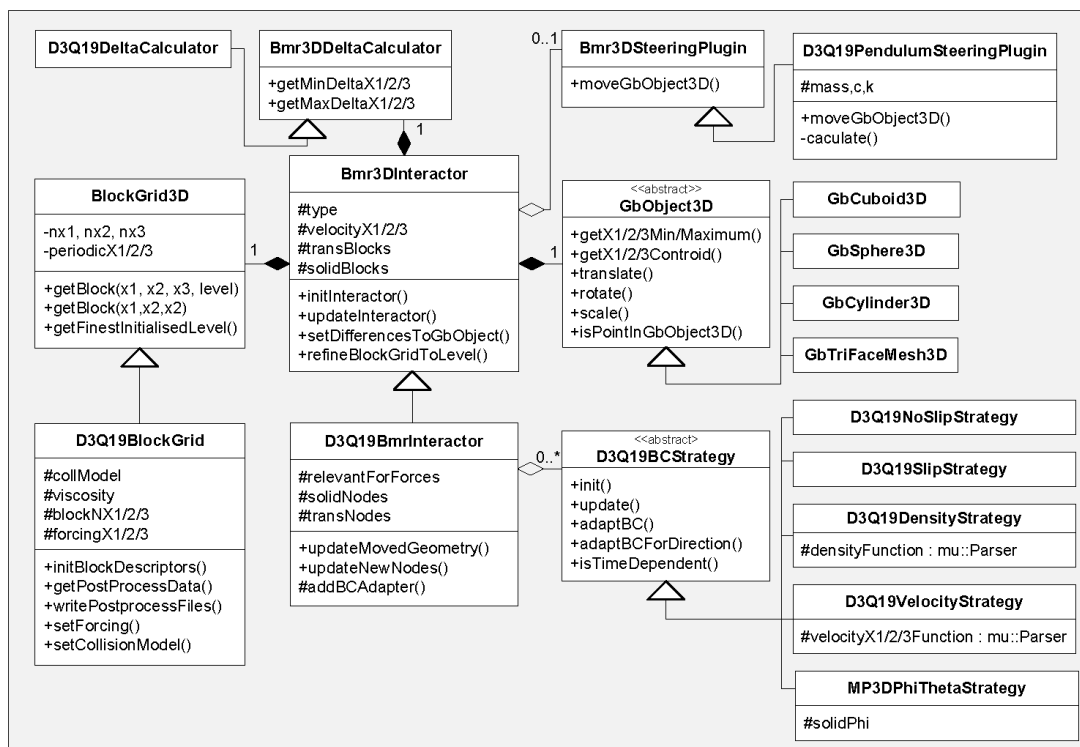 D3Q19DeltaCalculator
Bmr3DDeltaCalculator
+getMinDeltaX1/2/3
+getMaxDeltaX1/2/3
1
0..1
Bmr3DSteeringPlugin
+moveGbObject3D()
D3Q19PendulumSteeringPlugin
#mass,c,k
+moveGbObject3D()
-caculate()
BlockGrid3D
-nx1, nx2, nx3
-periodicX1/2/3
+getBlock(x1, x2, x3, level)
+getBlock(x1,x2,x2)
+getFinestInitialisedLevel()
1
Bmr3DInteractor
#type
#velocityX1/2/3
#transBlocks
#solidBlocks
+initInteractor()
+updateInteractor()
+setDifferencesToGbObject()
+refineBlockGridToLevel()
1
<<abstract>>
GbObject3D
+getX1/2/3Min/Maximum()
+getX1/2/3Controid()
+translate()
+rotate()
+scale()
+isPointInGbObject3D()
GbCuboid3D
GbSphere3D
GbCylinder3D
GbTriFaceMesh3D
D3Q19BlockGrid
#collModel
#viscosity
#blockNX1/2/3
#forcingX1/2/3
+initBlockDescriptors()
+getPostProcessData()
+writePostprocessFiles()
+setForcing()
+setCollisionModel()
D3Q19BmrInteractor
#relevantForForces
#solidNodes
#transNodes
+updateMovedGeometry()
+updateNewNodes()
#addBCAdapter()
0..*
<<abstract>
D3Q19BCStrategy
+init()
+update()
+adaptBC()
+adaptBCForDirection()
+isTimeDependent()
D3Q19NoSlipStrategy
D3Q19SlipStrategy
D3Q19DensityStrategy
#densityFunction : mu::Parser
D3Q19VelocityStrategy
#velocityX1/2/3Function : mu::Parser
MP3DPhiThetaStrategy
#solidPhi